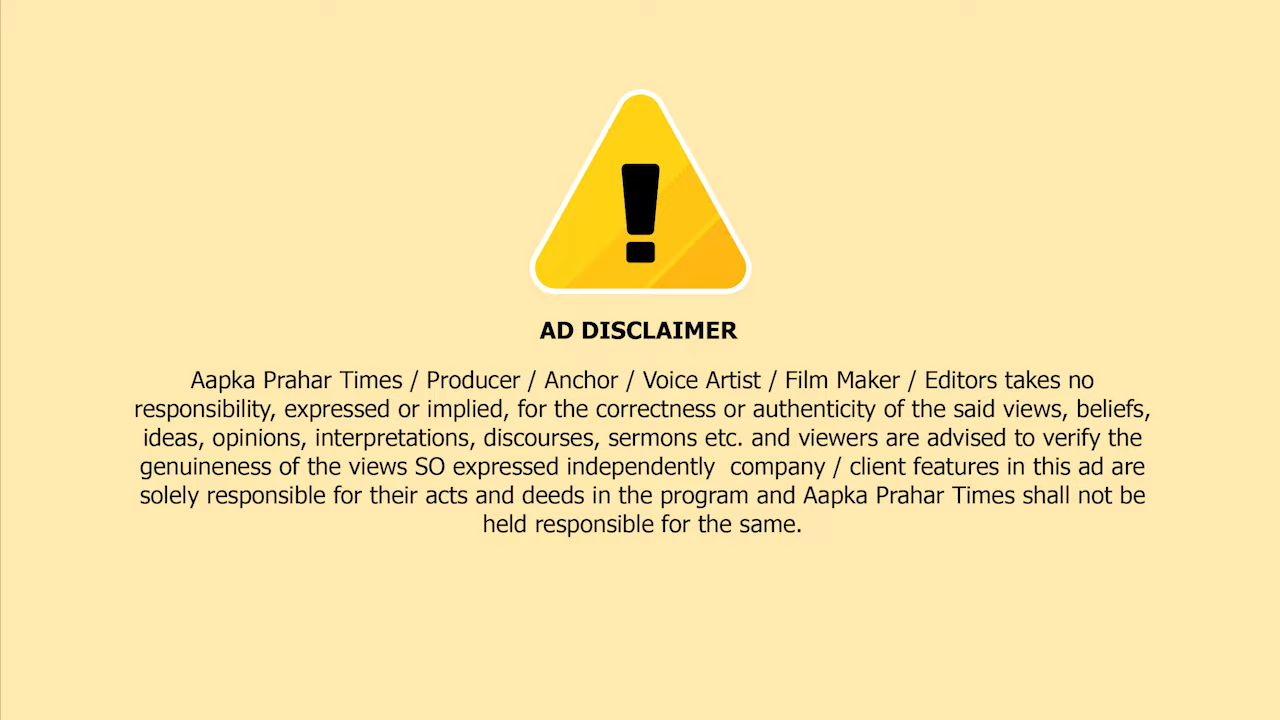 AD DISCLAIMER
Aapka Prahar Times / Producer / Anchor / Voice Artist / Film Maker / Editors takes no
responsibility, expressed or implied, for the correctness or authenticity of the said views, beliefs,
ideas, opinions, interpretations, discourses, sermons etc. and viewers are advised to verify the
genuineness of the views SO expressed independently  company / client features in this ad are
solely responsible for their acts and deeds in the program and Aapka Prahar Times shall not be
held responsible for the same.